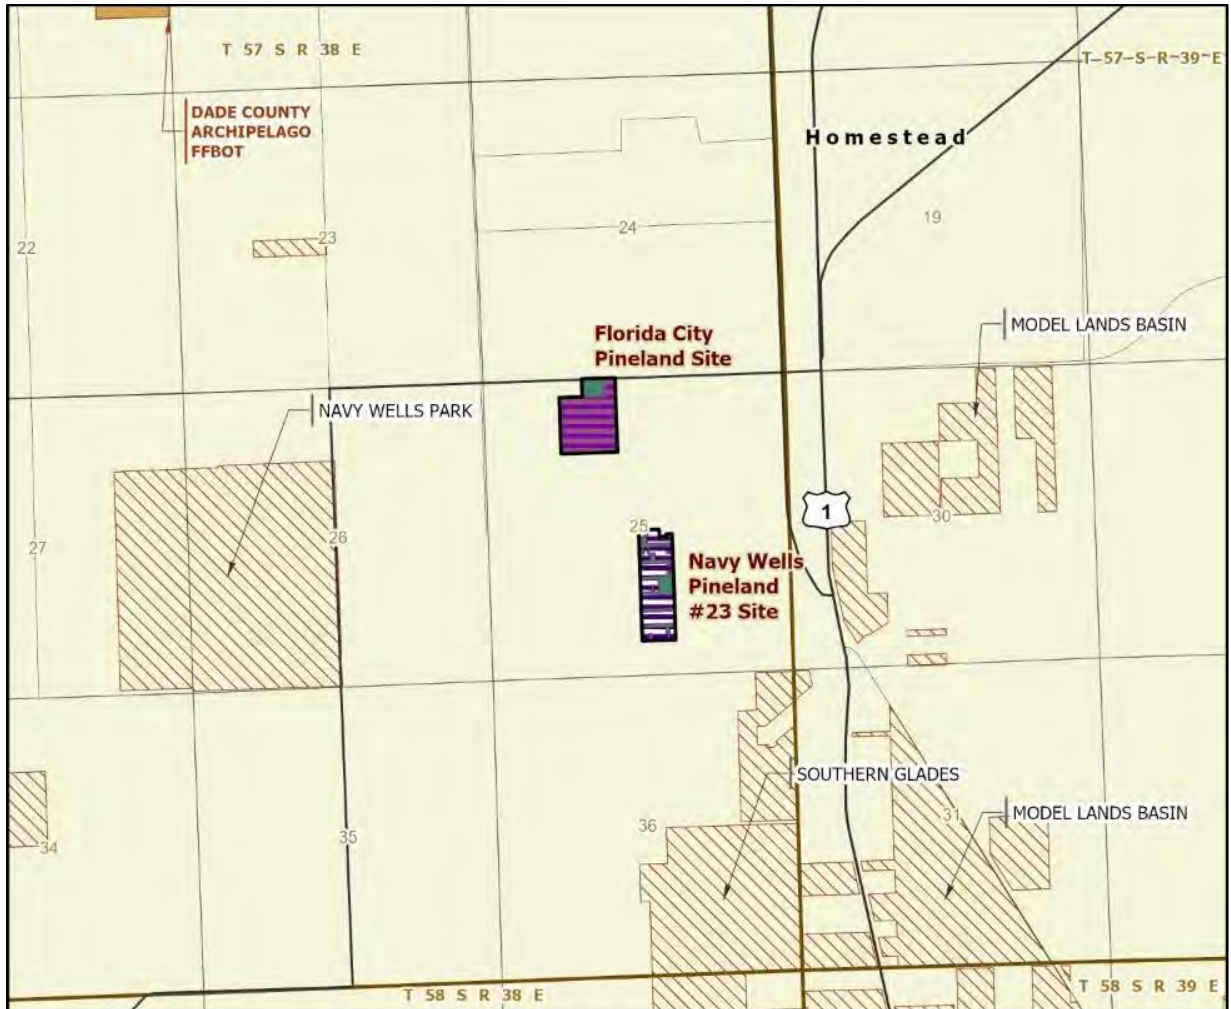 T 57 S R 38 E
T 57 S R 39 E
DADE COUNTY
ARCHIPELAGO
FFBOT
Homestead
19
24
23
22
Florida City
Pineland Site
MODEL LANDS BASIN
NAVY WELLS PARK
1
30
25
26
27
Navy Wells
Pineland
#23 Site
SOUTHERN GLADES
MODEL LANDS BASIN
31
36
35
34
T 58 S R 38 E
T 58 S R 39 E